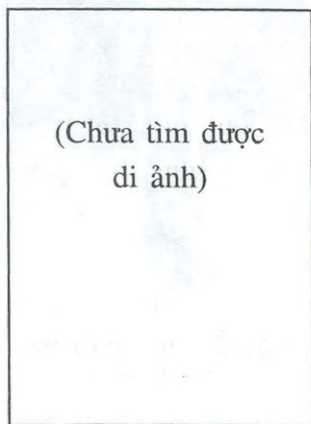 (Chưa tìm được
di ảnh)